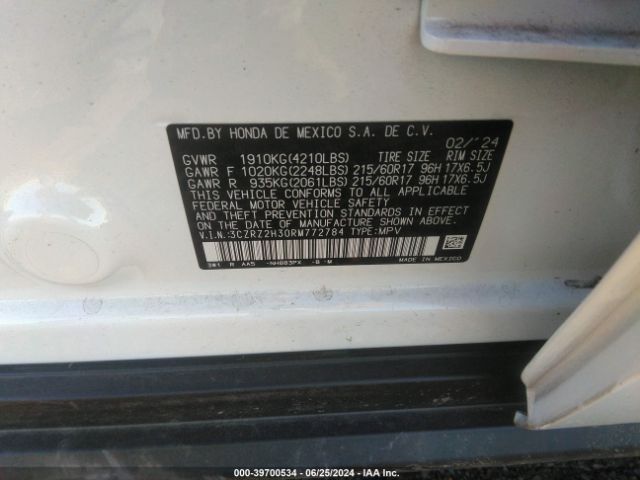 MFD.BY HONDA DE MEXICO S.A. DE C.V.
02/'24
GVWR 1910KG(4210LBS) TIRE SIZE RIM SIZE
GAWR F 1020KG(2248LBS) 215/60R17 96H 17X6.5J
GAWR R 935KG(2061LBS) 215/60R17 96H 17X6.5J
THIS VEHICLE CONFORMS TO ALL APPLICABLE
FEDERAL MOTOR VEHICLE SAFETY, BUMPER, AND
THEFT PREVENTION STANDARDS IN EFFECT
ON THE DATE OF MANUFACTURE SHOWN ABOVE.
V.I.N.:3CZRZ2H30RM772784 TYPE:MPV
R AA5 -NH883PX -B -M
MADE IN MEXICO
000-39700534 - 06/25/2024 - IAA Inc.